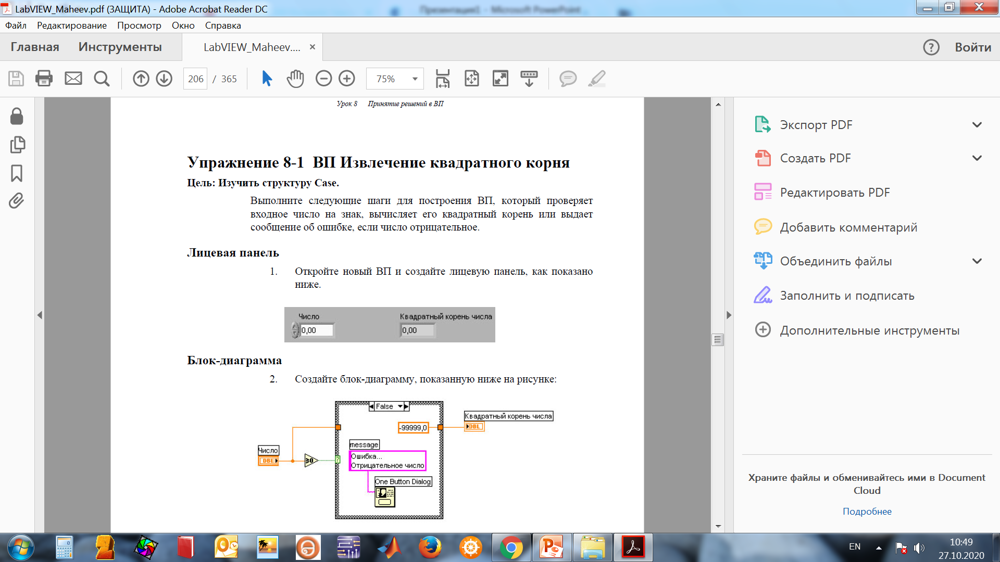 LabVIEW_Maheev.pdf (ЗАЩИТА) - Adobe Acrobat Reader DC
Презентация1 - Microsoft PowerPoint
Файл Редактирование Просмотр Окно Справка
Главная Инструменты LabVIEW_Maheev.... × Войти
206 / 365 75%
Урок 8 Принятие решений в ВП
Упражнение 8-1 ВП Извлечение квадратного корня
Цель: Изучить структуру Case.
Выполните следующие шаги для построения ВП, который проверяет
входное число на знак, вычисляет его квадратный корень или выдает
сообщение об ошибке, если число отрицательное.
Лицевая панель
1. Откройте новый ВП и создайте лицевую панель, как показано
ниже.
Число Квадратный корень числа
0,00 0,00
Блок-диаграмма
2. Создайте блок-диаграмму, показанную ниже на рисунке:
False
Квадратный корень числа
-99999,0 DBL
message
Число
Ошибка...
DBL ≥0 ?
Отрицательное число
One Button Dialog
Экспорт PDF
Создать PDF
Редактировать PDF
Добавить комментарий
Объединить файлы
Заполнить и подписать
Дополнительные инструменты
Храните файлы и обменивайтесь ими в Document
Cloud
Подробнее
EN
10:49
27.10.2020